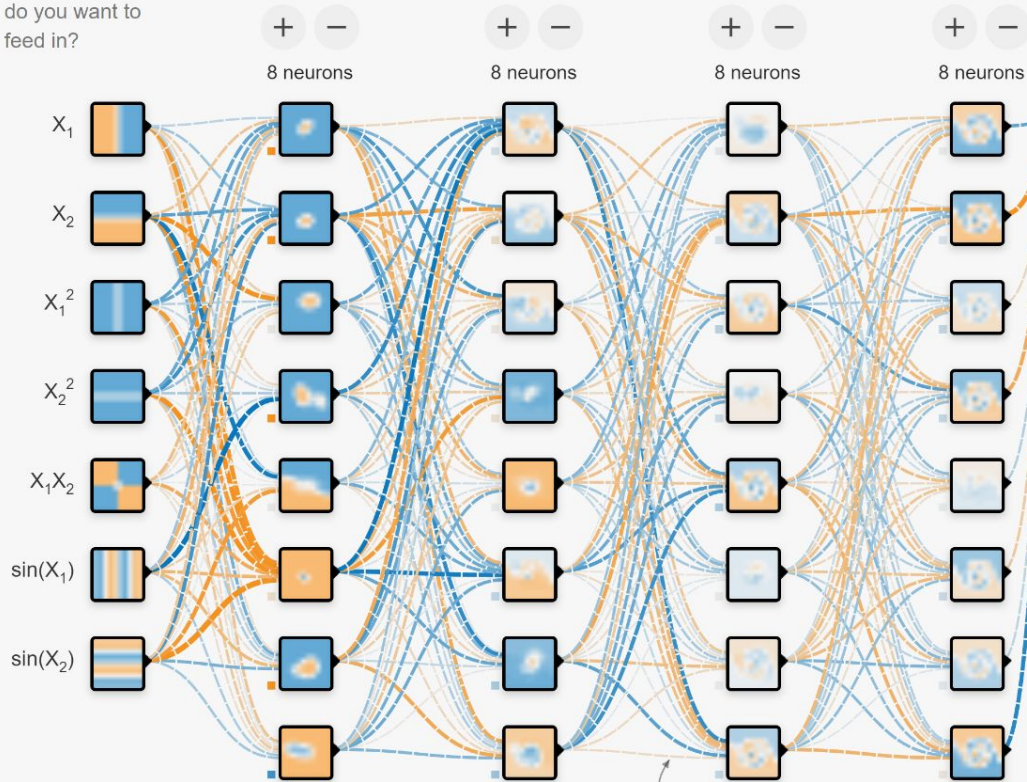 do you want to
feed in?
+ − + − + − + −
8 neurons 8 neurons 8 neurons 8 neurons
X₁
X₂
X₁²
X₂²
X₁X₂
sin(X₁)
sin(X₂)